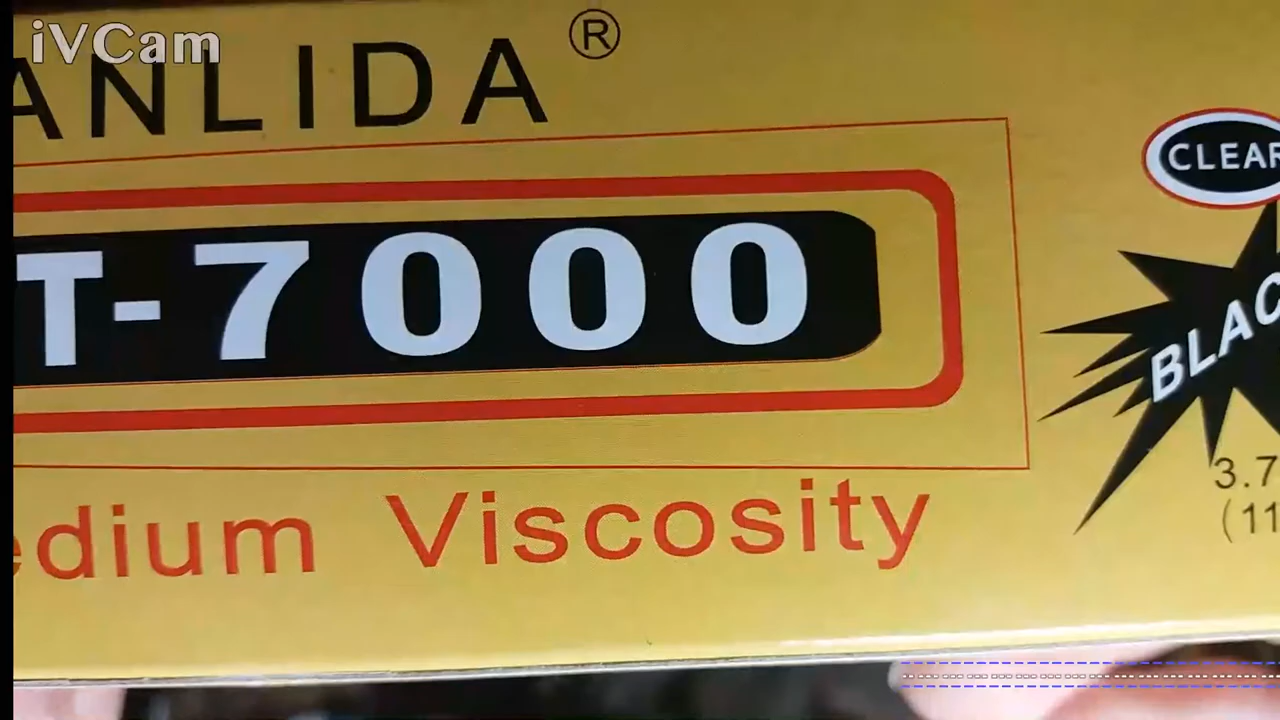 iVCam
ANLIDA®
T-7000
CLEAR
BLAC
edium Viscosity
3.7
(11